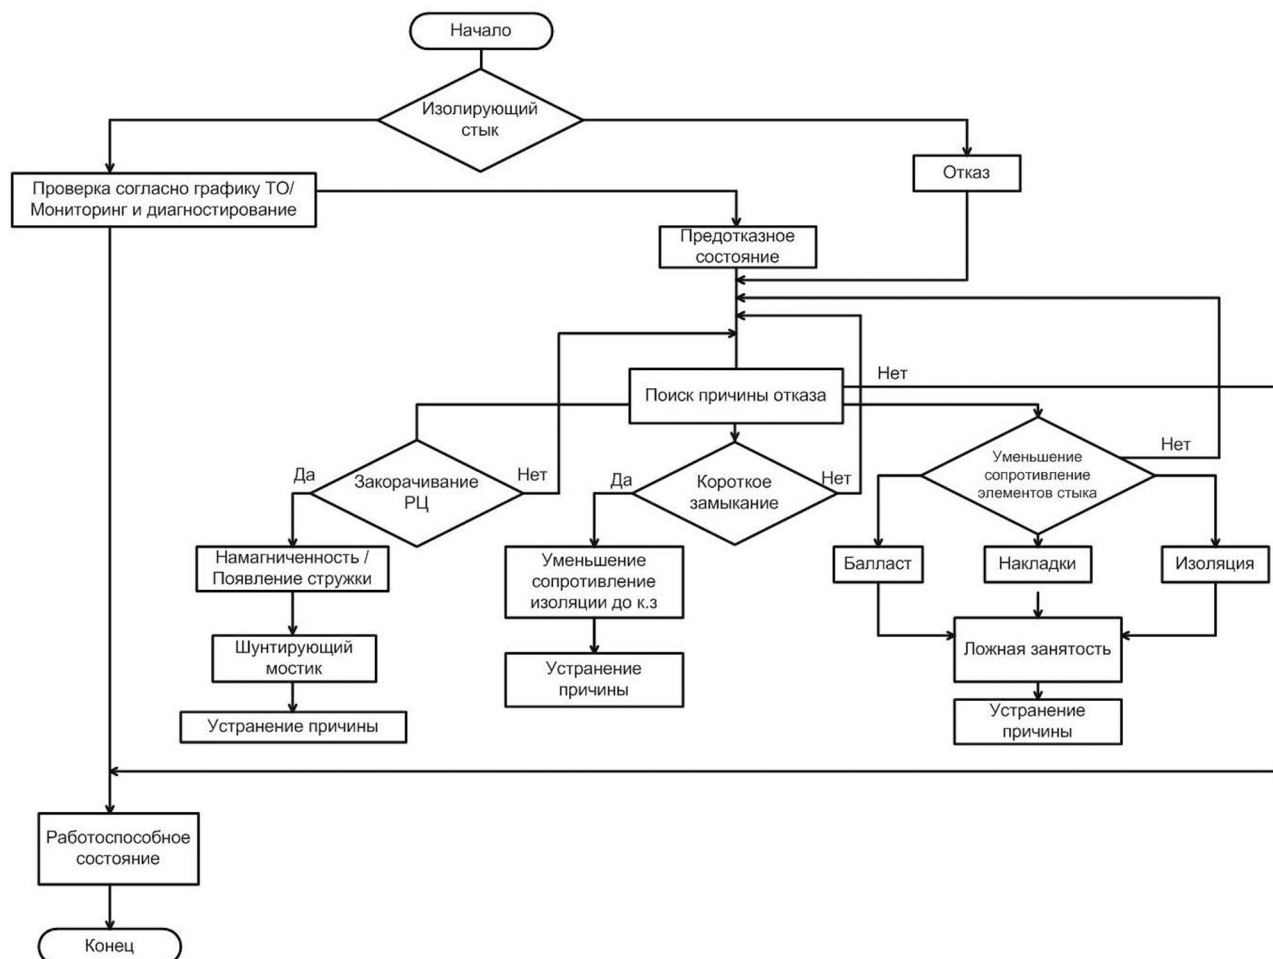 Начало
Изолирующий
стык
Проверка согласно графику ТО/
Мониторинг и диагностирование
Отказ
Предотказное
состояние
Поиск причины отказа
Нет
Да
Закорачивание
РЦ
Нет
Да
Короткое
замыкание
Нет
Уменьшение
сопротивление
элементов стыка
Нет
Намагниченность /
Появление стружки
Уменьшение
сопротивление
изоляции до к.з
Балласт
Накладки
Изоляция
Шунтирующий
мостик
Устранение
причины
Ложная занятость
Устранение причины
Устранение
причины
Работоспособное
состояние
Конец